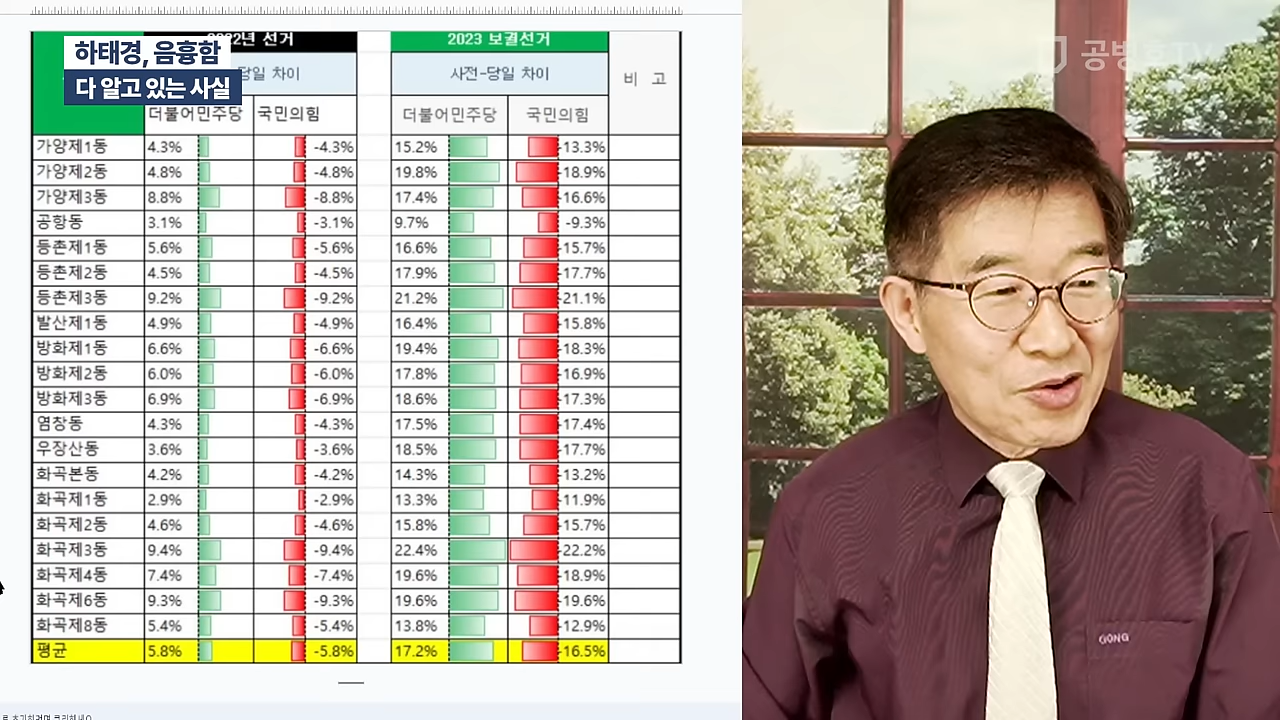 하태경, 음흉함
다 알고 있는 사실
22년 선거 2023 보궐선거
당일 차이 사전-당일 차이 비 고
더불어민주당 국민의힘 더불어민주당 국민의힘
가양제1동 4.3% -4.3% 15.2% -13.3%
가양제2동 4.8% -4.8% 19.8% -18.9%
가양제3동 8.8% -8.8% 17.4% -16.6%
공항동 3.1% -3.1% 9.7% -9.3%
등촌제1동 5.6% -5.6% 16.6% -15.7%
등촌제2동 4.5% -4.5% 17.9% -17.7%
등촌제3동 9.2% -9.2% 21.2% -21.1%
발산제1동 4.9% -4.9% 16.4% -15.8%
방화제1동 6.6% -6.6% 19.4% -18.3%
방화제2동 6.0% -6.0% 17.8% -16.9%
방화제3동 6.9% -6.9% 18.6% -17.3%
염창동 4.3% -4.3% 17.5% -17.4%
우장산동 3.6% -3.6% 18.5% -17.7%
화곡본동 4.2% -4.2% 14.3% -13.2%
화곡제1동 2.9% -2.9% 13.3% -11.9%
화곡제2동 4.6% -4.6% 15.8% -15.7%
화곡제3동 9.4% -9.4% 22.4% -22.2%
화곡제4동 7.4% -7.4% 19.6% -18.9%
화곡제6동 9.3% -9.3% 19.6% -19.6%
화곡제8동 5.4% -5.4% 13.8% -12.9%
평균 5.8% -5.8% 17.2% -16.5%
공병호TV
GONG